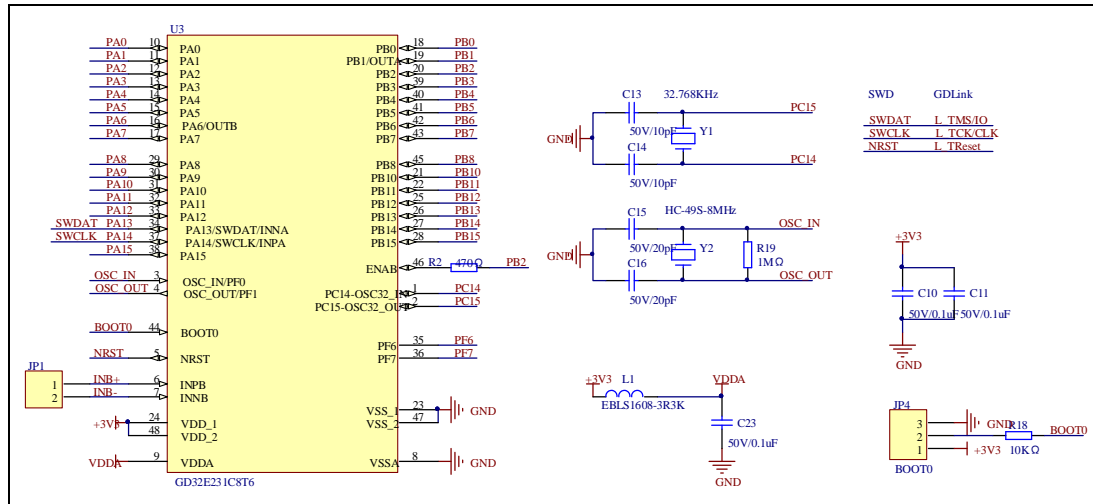 U3
PA0 10 PA0 PB0 18 PB0
PA1 11 PA1 PB1/OUTA 19 PB1
PA2 12 PA2 PB2 20 PB2
PA3 13 PA3 PB3 39 PB3
PA4 14 PA4 PB4 40 PB4
PA5 15 PA5 PB5 41 PB5
PA6 16 PA6/OUTB PB6 42 PB6
PA7 17 PA7 PB7 43 PB7
PA8 29 PA8 PB8 45 PB8
PA9 30 PA9 PB10 21 PB10
PA10 31 PA10 PB11 22 PB11
PA11 32 PA11 PB12 25 PB12
PA12 33 PA12 PB13 26 PB13
SWDAT PA13 34 PA13/SWDAT/INNA PB14 27 PB14
SWCLK PA14 37 PA14/SWCLK/INPA PB15 28 PB15
PA15 38 PA15
ENAB 46 R2 470Ω PB2
OSC_IN 3 OSC_IN/PF0
OSC_OUT 4 OSC_OUT/PF1
PC14-OSC32_IN 1 PC14
PC15-OSC32_OUT 2 PC15
BOOT0 44 BOOT0
PF6 35 PF6
NRST 5 NRST PF7 36 PF7
JP1
1 INB+ 6 INPB
2 INB- 7 INNB
VSS_1 23 GND
+3V3 24 VDD_1 VSS_2 47
48 VDD_2
VDDA 9 VDDA VSSA 8 GND
GD32E231C8T6
C13 32.768KHz PC15
50V/10pF Y1
GND
C14 PC14
50V/10pF
C15 HC-49S-8MHz OSC_IN
50V/20pF Y2 R19
GND 1MΩ
C16 OSC_OUT
50V/20pF
SWD GDLink
SWDAT L_TMS/IO
SWCLK L_TCK/CLK
NRST L_TReset
+3V3
C10 C11
50V/0.1uF 50V/0.1uF
GND
+3V3 L1 VDDA
EBLS1608-3R3K
C23
50V/0.1uF
GND
JP4
3 GND R18
2 BOOT0
1 +3V3 10KΩ
BOOT0